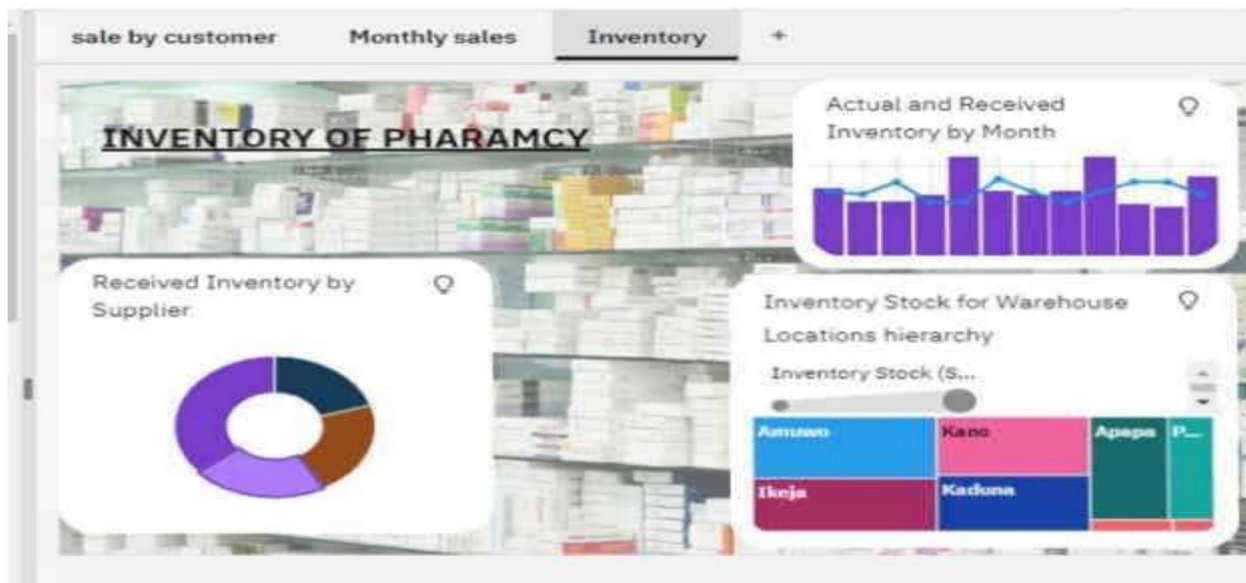 sale by customer Monthly sales Inventory +
INVENTORY OF PHARAMCY
Actual and Received
Inventory by Month
Received Inventory by
Supplier
Inventory Stock for Warehouse
Locations hierarchy
Inventory Stock (S...
Amuwo Kano Apapa P...
Ikeja Kaduna